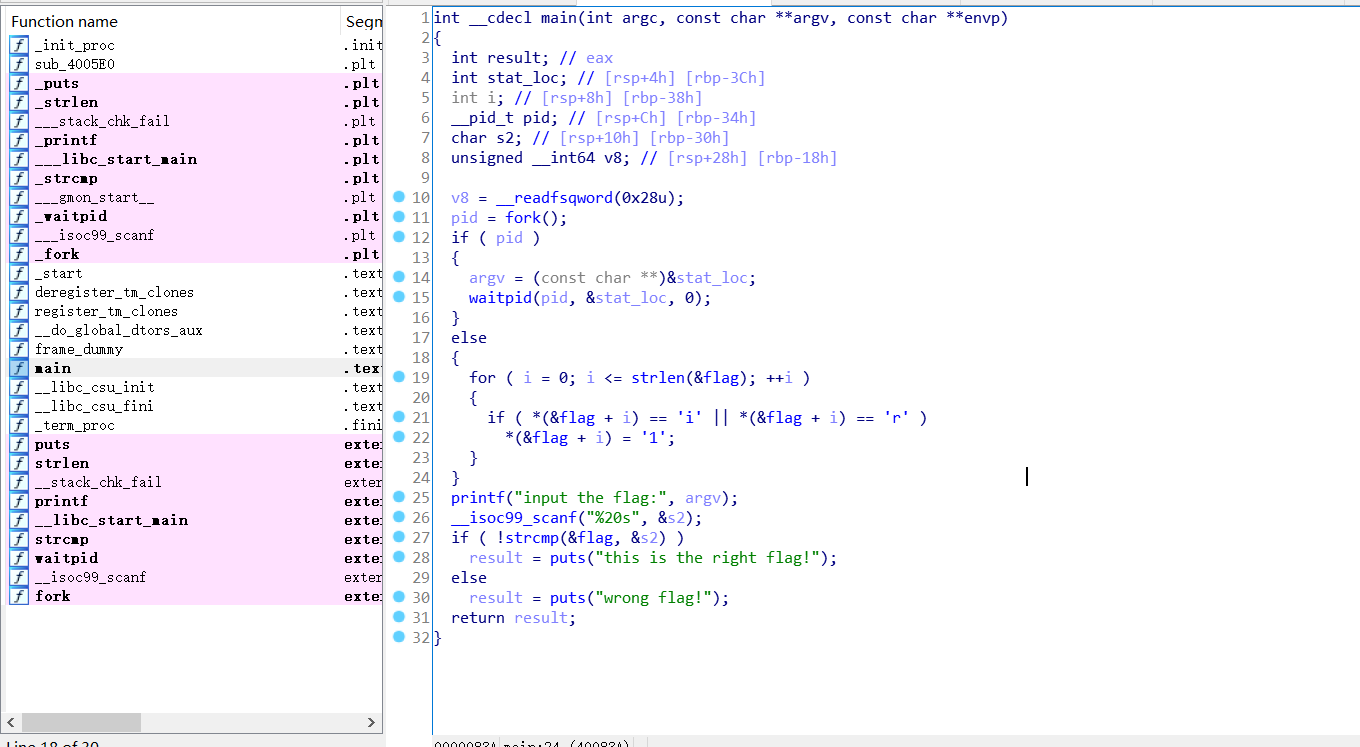 Function name Segm
_init_proc .init
sub_4005E0 .plt
_puts .plt
_strlen .plt
___stack_chk_fail .plt
_printf .plt
___libc_start_main .plt
_strcmp .plt
___gmon_start__ .plt
_waitpid .plt
___isoc99_scanf .plt
_fork .plt
_start .text
deregister_tm_clones .text
register_tm_clones .text
__do_global_dtors_aux .text
frame_dummy .text
main .text
__libc_csu_init .text
__libc_csu_fini .text
_term_proc .fini
puts exte
strlen exte
__stack_chk_fail exter
printf exte
__libc_start_main exte
strcmp exte
waitpid exte
__isoc99_scanf exter
fork exte
Line 18 of 30
1 int __cdecl main(int argc, const char **argv, const char **envp)
2 {
3 int result; // eax
4 int stat_loc; // [rsp+4h] [rbp-3Ch]
5 int i; // [rsp+8h] [rbp-38h]
6 __pid_t pid; // [rsp+Ch] [rbp-34h]
7 char s2; // [rsp+10h] [rbp-30h]
8 unsigned __int64 v8; // [rsp+28h] [rbp-18h]
9
10 v8 = __readfsqword(0x28u);
11 pid = fork();
12 if ( pid )
13 {
14 argv = (const char **)&stat_loc;
15 waitpid(pid, &stat_loc, 0);
16 }
17 else
18 {
19 for ( i = 0; i <= strlen(&flag); ++i )
20 {
21 if ( *(&flag + i) == 'i' || *(&flag + i) == 'r' )
22 *(&flag + i) = '1';
23 }
24 }
25 printf("input the flag:", argv);
26 __isoc99_scanf("%20s", &s2);
27 if ( !strcmp(&flag, &s2) )
28 result = puts("this is the right flag!");
29 else
30 result = puts("wrong flag!");
31 return result;
32 }
0000083A main:24 (40083A)